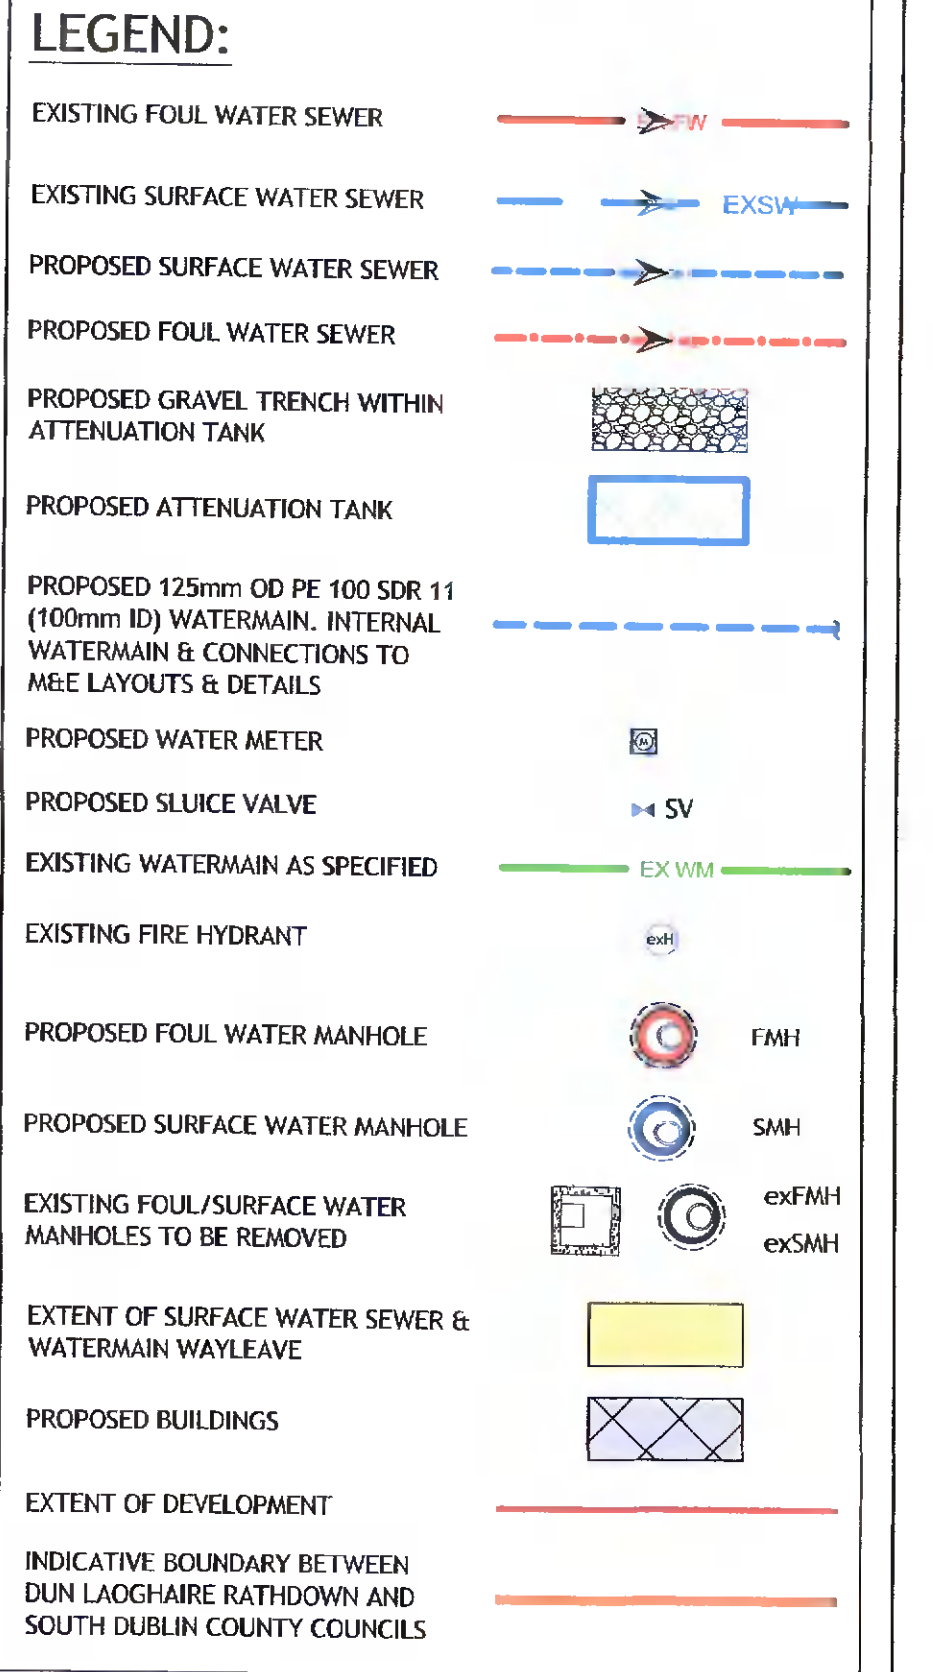 LEGEND:
EXISTING FOUL WATER SEWER
EXISTING SURFACE WATER SEWER EXSW
PROPOSED SURFACE WATER SEWER
PROPOSED FOUL WATER SEWER
PROPOSED GRAVEL TRENCH WITHIN
ATTENUATION TANK
PROPOSED ATTENUATION TANK
PROPOSED 125mm OD PE 100 SDR 11
(100mm ID) WATERMAIN. INTERNAL
WATERMAIN & CONNECTIONS TO
M&E LAYOUTS & DETAILS
PROPOSED WATER METER M
PROPOSED SLUICE VALVE SV
EXISTING WATERMAIN AS SPECIFIED EX WM
EXISTING FIRE HYDRANT exH
PROPOSED FOUL WATER MANHOLE FMH
PROPOSED SURFACE WATER MANHOLE SMH
EXISTING FOUL/SURFACE WATER exFMH
MANHOLES TO BE REMOVED exSMH
EXTENT OF SURFACE WATER SEWER &
WATERMAIN WAYLEAVE
PROPOSED BUILDINGS
EXTENT OF DEVELOPMENT
INDICATIVE BOUNDARY BETWEEN
DUN LAOGHAIRE RATHDOWN AND
SOUTH DUBLIN COUNTY COUNCILS